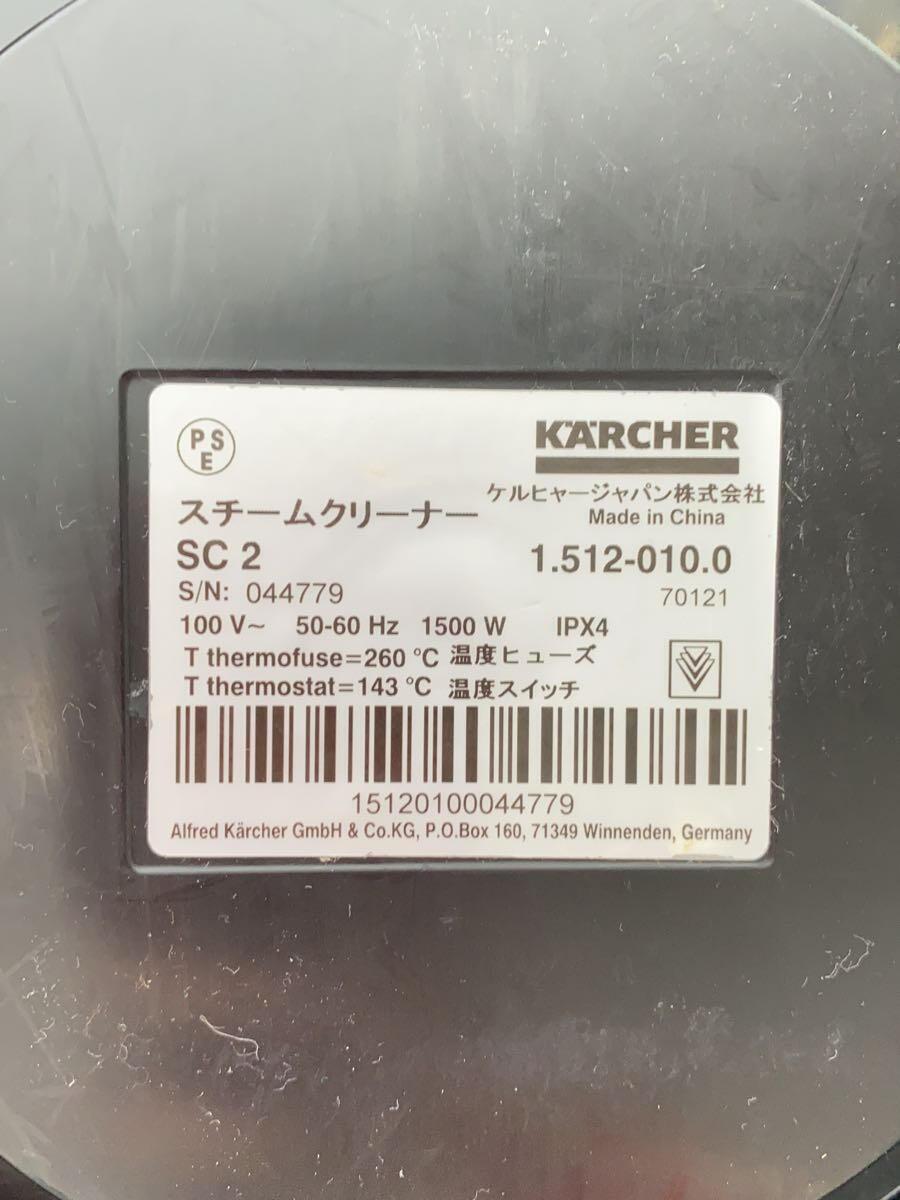 PSE
KÄRCHER
ケルヒャージャパン株式会社
スチームクリーナー
Made in China
SC 2
1.512-010.0
S/N: 044779
70121
100 V~ 50-60 Hz 1500 W IPX4
T thermofuse=260 °C 温度ヒューズ
T thermostat=143 °C 温度スイッチ
15120100044779
Alfred Kärcher GmbH & Co.KG, P.O.Box 160, 71349 Winnenden, Germany